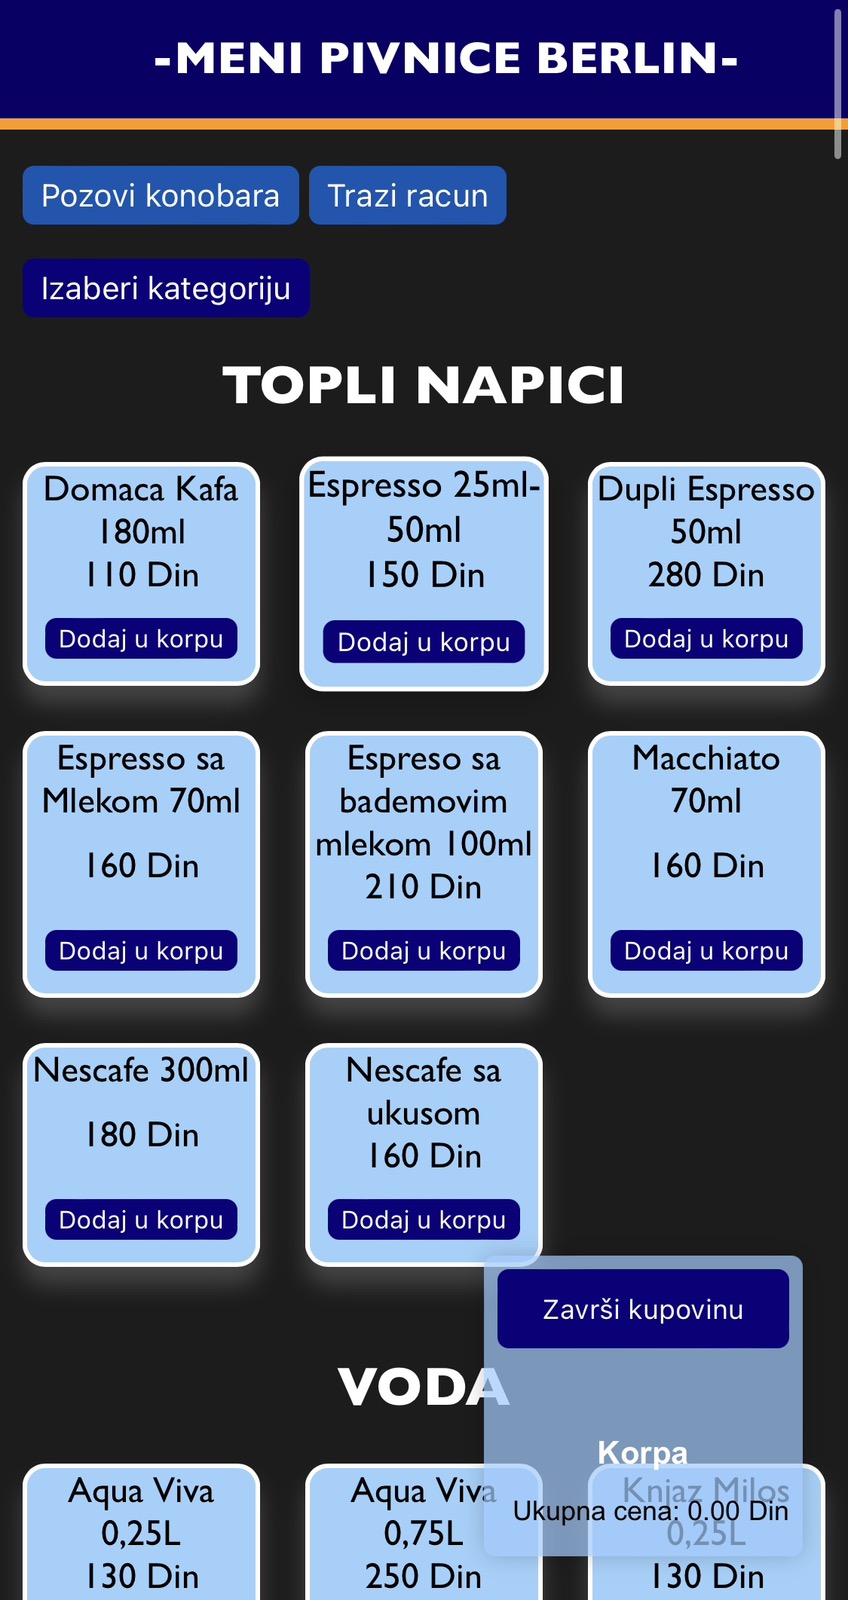 -MENI PIVNICE BERLIN-
Pozovi konobara
Trazi racun
Izaberi kategoriju
TOPLI NAPICI
Domaca Kafa
180ml
110 Din
Dodaj u korpu
Espresso 25ml-
50ml
150 Din
Dodaj u korpu
Dupli Espresso
50ml
280 Din
Dodaj u korpu
Espresso sa
Mlekom 70ml
160 Din
Dodaj u korpu
Espreso sa
bademovim
mlekom 100ml
210 Din
Dodaj u korpu
Macchiato
70ml
160 Din
Dodaj u korpu
Nescafe 300ml
180 Din
Dodaj u korpu
Nescafe sa
ukusom
160 Din
Dodaj u korpu
Završi kupovinu
Korpa
Ukupna cena: 0.00 Din
VODA
Aqua Viva
0,25L
130 Din
Aqua Viva
0,75L
250 Din
Knjaz Milos
0,25L
130 Din